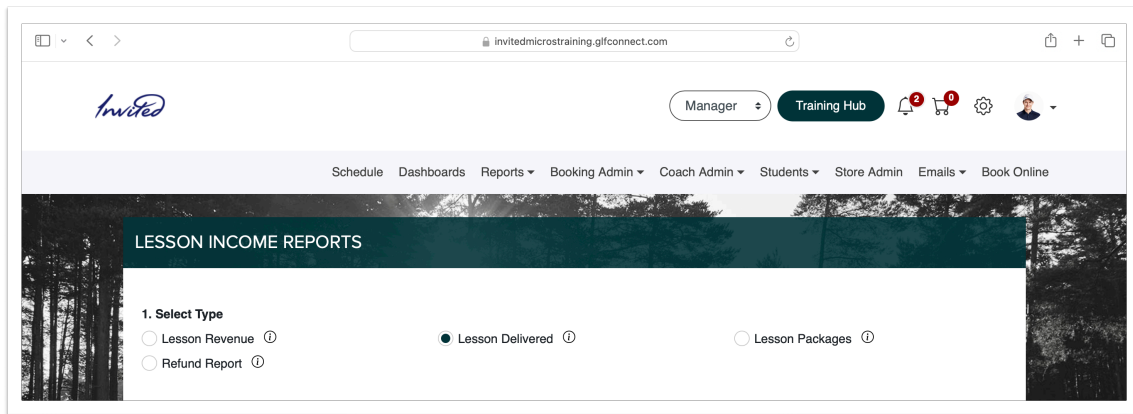 invitedmicrostraining.glfconnect.com
Invited
Manager Training Hub 2 0
Schedule Dashboards Reports Booking Admin Coach Admin Students Store Admin Emails Book Online
LESSON INCOME REPORTS
1. Select Type
Lesson Revenue i Lesson Delivered i Lesson Packages i
Refund Report i